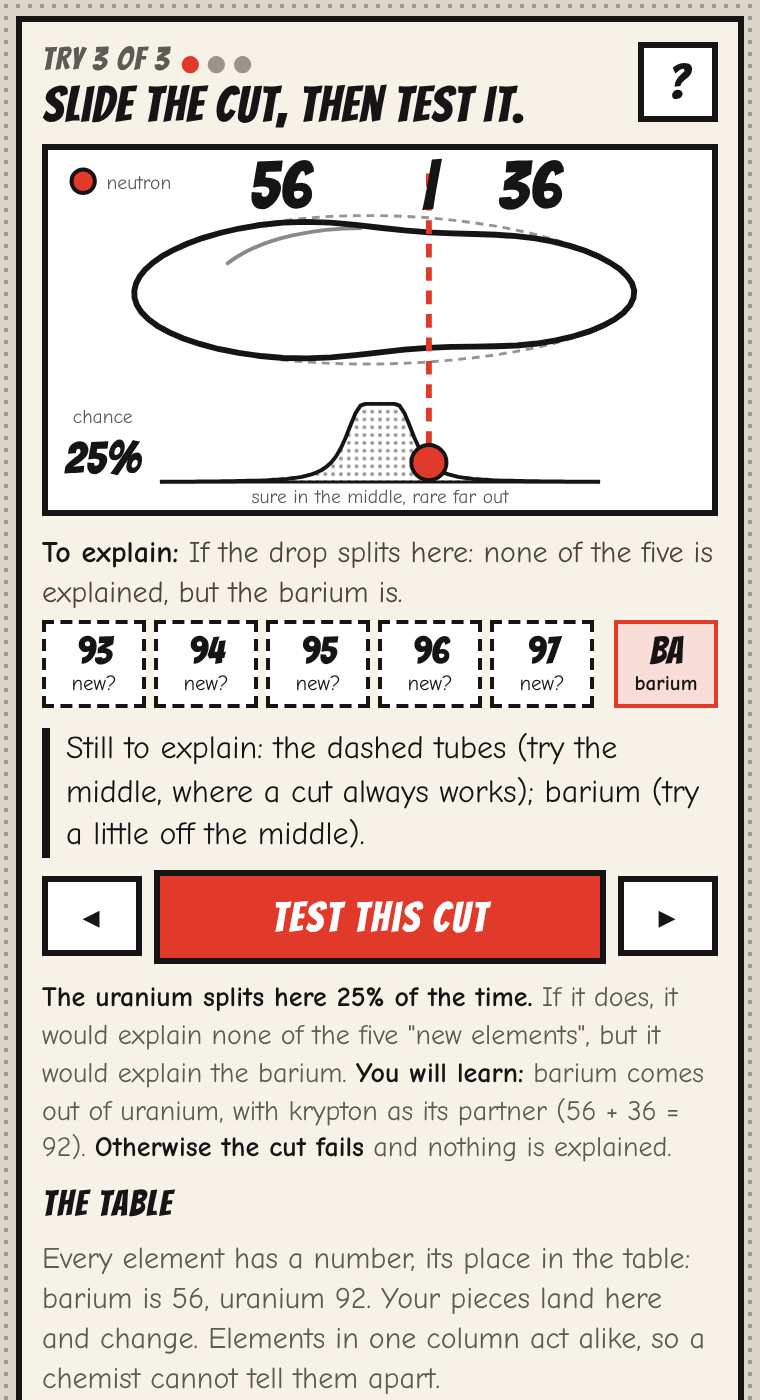 TRY 3 OF 3
SLIDE THE CUT, THEN TEST IT.
?
neutron
56 / 36
chance
25%
sure in the middle, rare far out
To explain: If the drop splits here: none of the five is
explained, but the barium is.
93 94 95 96 97 BA
new? new? new? new? new? barium
Still to explain: the dashed tubes (try the
middle, where a cut always works); barium (try
a little off the middle).
◄ TEST THIS CUT ►
The uranium splits here 25% of the time. If it does, it
would explain none of the five "new elements", but it
would explain the barium. You will learn: barium comes
out of uranium, with krypton as its partner (56 + 36 =
92). Otherwise the cut fails and nothing is explained.
THE TABLE
Every element has a number, its place in the table:
barium is 56, uranium 92. Your pieces land here
and change. Elements in one column act alike, so a
chemist cannot tell them apart.